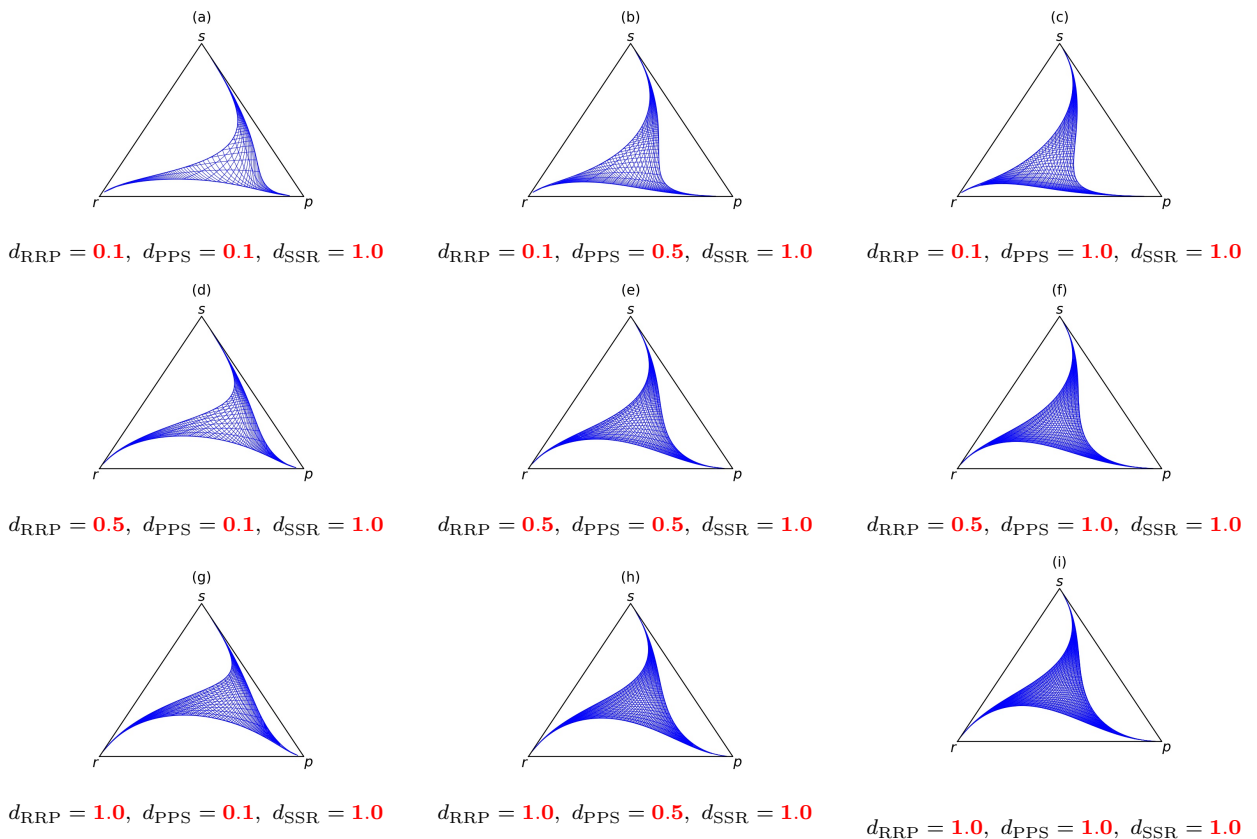 (a) (b) (c)
s s s
r p r p r p
d_RRP = 0.1, d_PPS = 0.1, d_SSR = 1.0 d_RRP = 0.1, d_PPS = 0.5, d_SSR = 1.0 d_RRP = 0.1, d_PPS = 1.0, d_SSR = 1.0
(d) (e) (f)
s s s
r p r p r p
d_RRP = 0.5, d_PPS = 0.1, d_SSR = 1.0 d_RRP = 0.5, d_PPS = 0.5, d_SSR = 1.0 d_RRP = 0.5, d_PPS = 1.0, d_SSR = 1.0
(g) (h) (i)
s s s
r p r p r p
d_RRP = 1.0, d_PPS = 0.1, d_SSR = 1.0 d_RRP = 1.0, d_PPS = 0.5, d_SSR = 1.0 d_RRP = 1.0, d_PPS = 1.0, d_SSR = 1.0